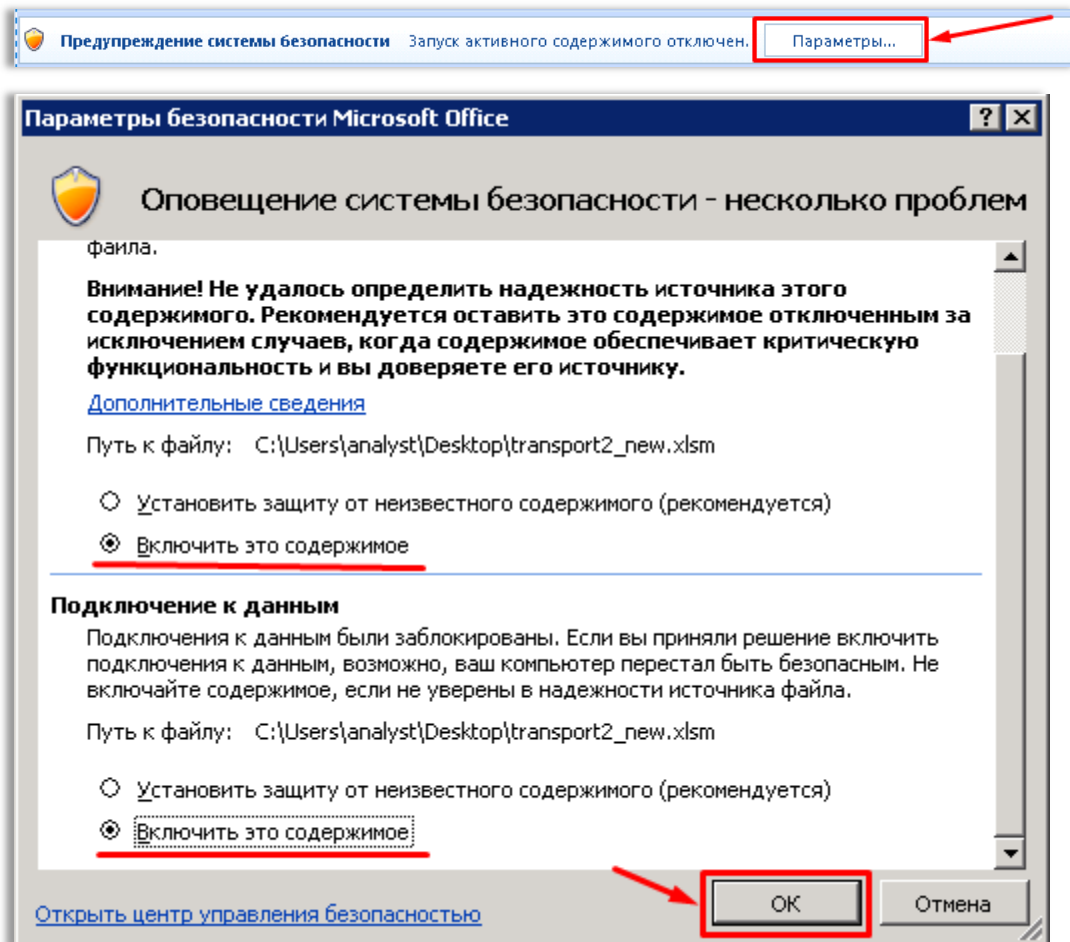 Предупреждение системы безопасности Запуск активного содержимого отключен. Параметры...
Параметры безопасности Microsoft Office
Оповещение системы безопасности - несколько проблем
файла.
Внимание! Не удалось определить надежность источника этого
содержимого. Рекомендуется оставить это содержимое отключенным за
исключением случаев, когда содержимое обеспечивает критическую
функциональность и вы доверяете его источнику.
Дополнительные сведения
Путь к файлу: C:\Users\analyst\Desktop\transport2_new.xlsm
Установить защиту от неизвестного содержимого (рекомендуется)
Включить это содержимое
Подключение к данным
Подключения к данным были заблокированы. Если вы приняли решение включить
подключения к данным, возможно, ваш компьютер перестал быть безопасным. Не
включайте содержимое, если не уверены в надежности источника файла.
Путь к файлу: C:\Users\analyst\Desktop\transport2_new.xlsm
Установить защиту от неизвестного содержимого (рекомендуется)
Включить это содержимое
Открыть центр управления безопасностью ОК Отмена